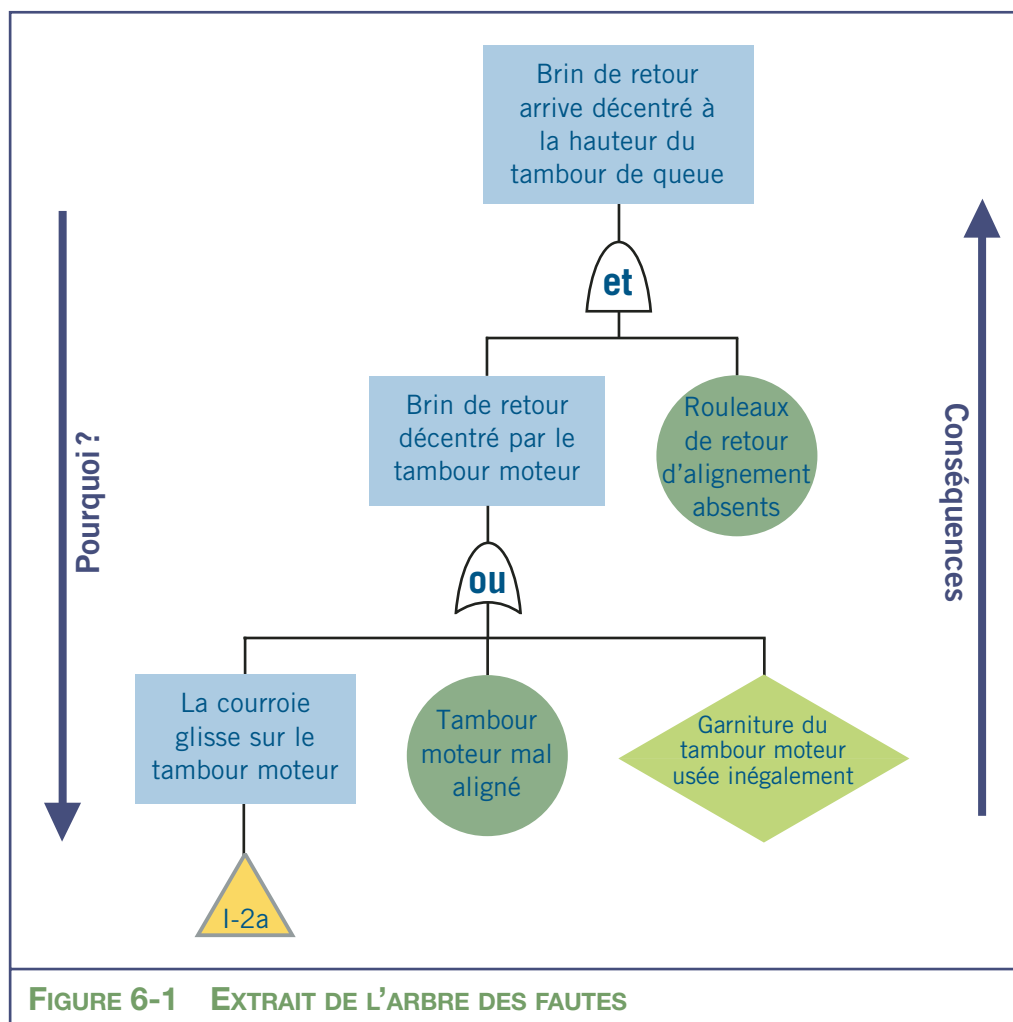 Brin de retour
arrive décentré à
la hauteur du
tambour de queue
et
Pourquoi ?
Brin de retour
décentré par le
tambour moteur
Rouleaux
de retour
d'alignement
absents
Conséquences
ou
La courroie
glisse sur le
tambour moteur
Tambour
moteur mal
aligné
Garniture du
tambour moteur
usée inégalement
I-2a
FIGURE 6-1 EXTRAIT DE L'ARBRE DES FAUTES